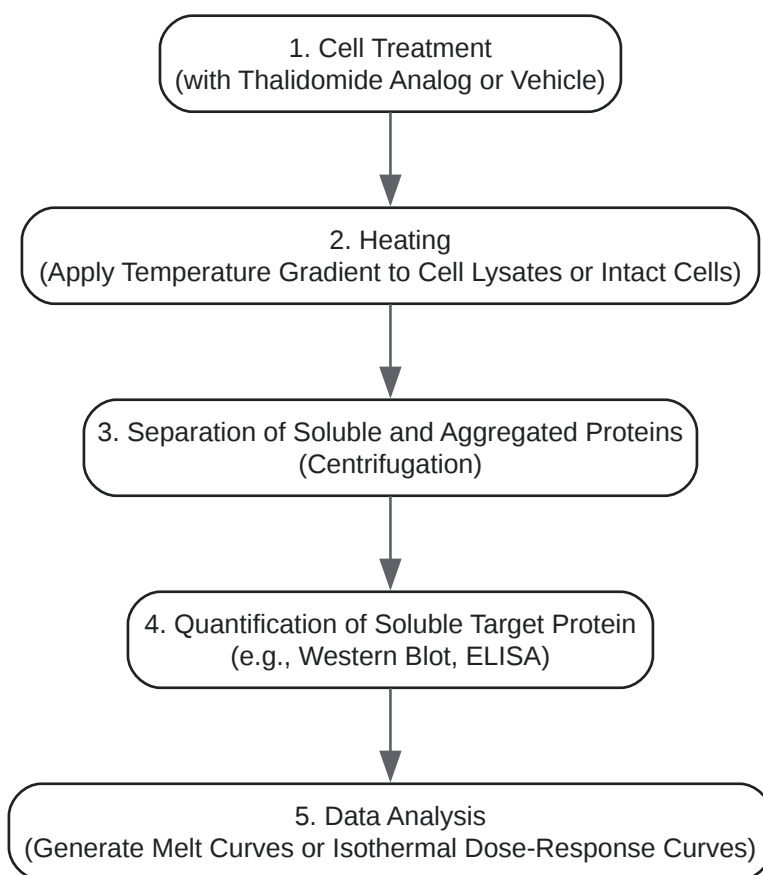 1. Cell Treatment
(with Thalidomide Analog or Vehicle)
2. Heating
(Apply Temperature Gradient to Cell Lysates or Intact Cells)
3. Separation of Soluble and Aggregated Proteins
(Centrifugation)
4. Quantification of Soluble Target Protein
(e.g., Western Blot, ELISA)
5. Data Analysis
(Generate Melt Curves or Isothermal Dose-Response Curves)